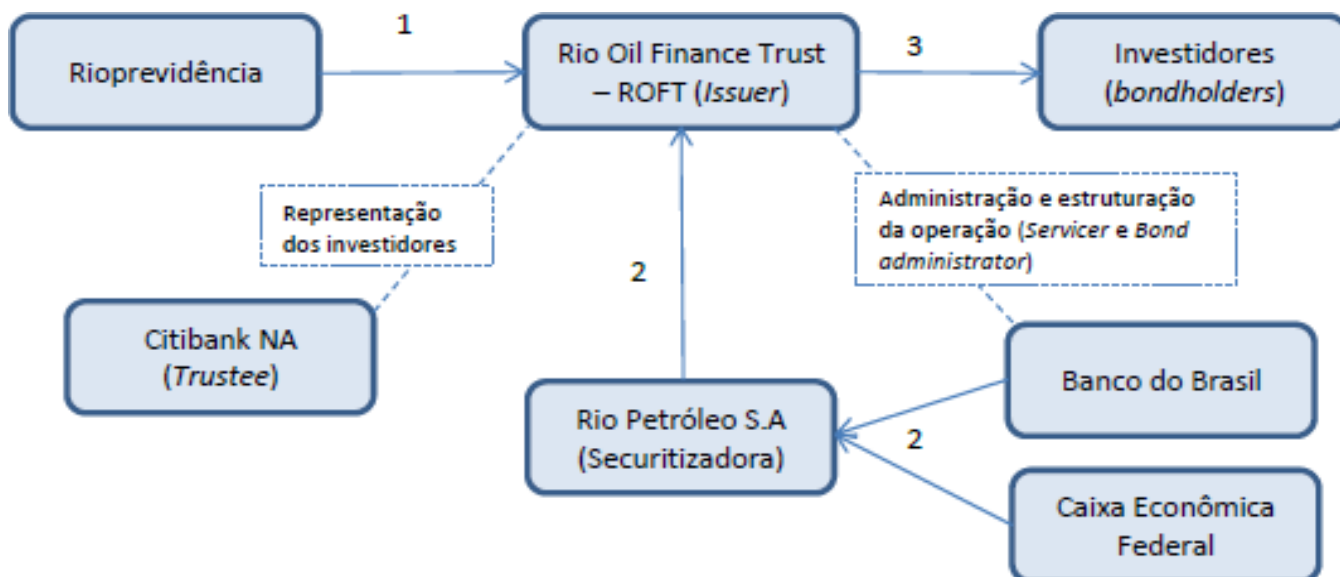 1
3
Rioprevidência
Rio Oil Finance Trust
– ROFT (Issuer)
Investidores
(bondholders)
Representação
dos investidores
Administração e estruturação
da operação (Servicer e Bond
administrator)
2
Citibank NA
(Trustee)
Banco do Brasil
Rio Petróleo S.A
(Securitizadora)
2
Caixa Econômica
Federal